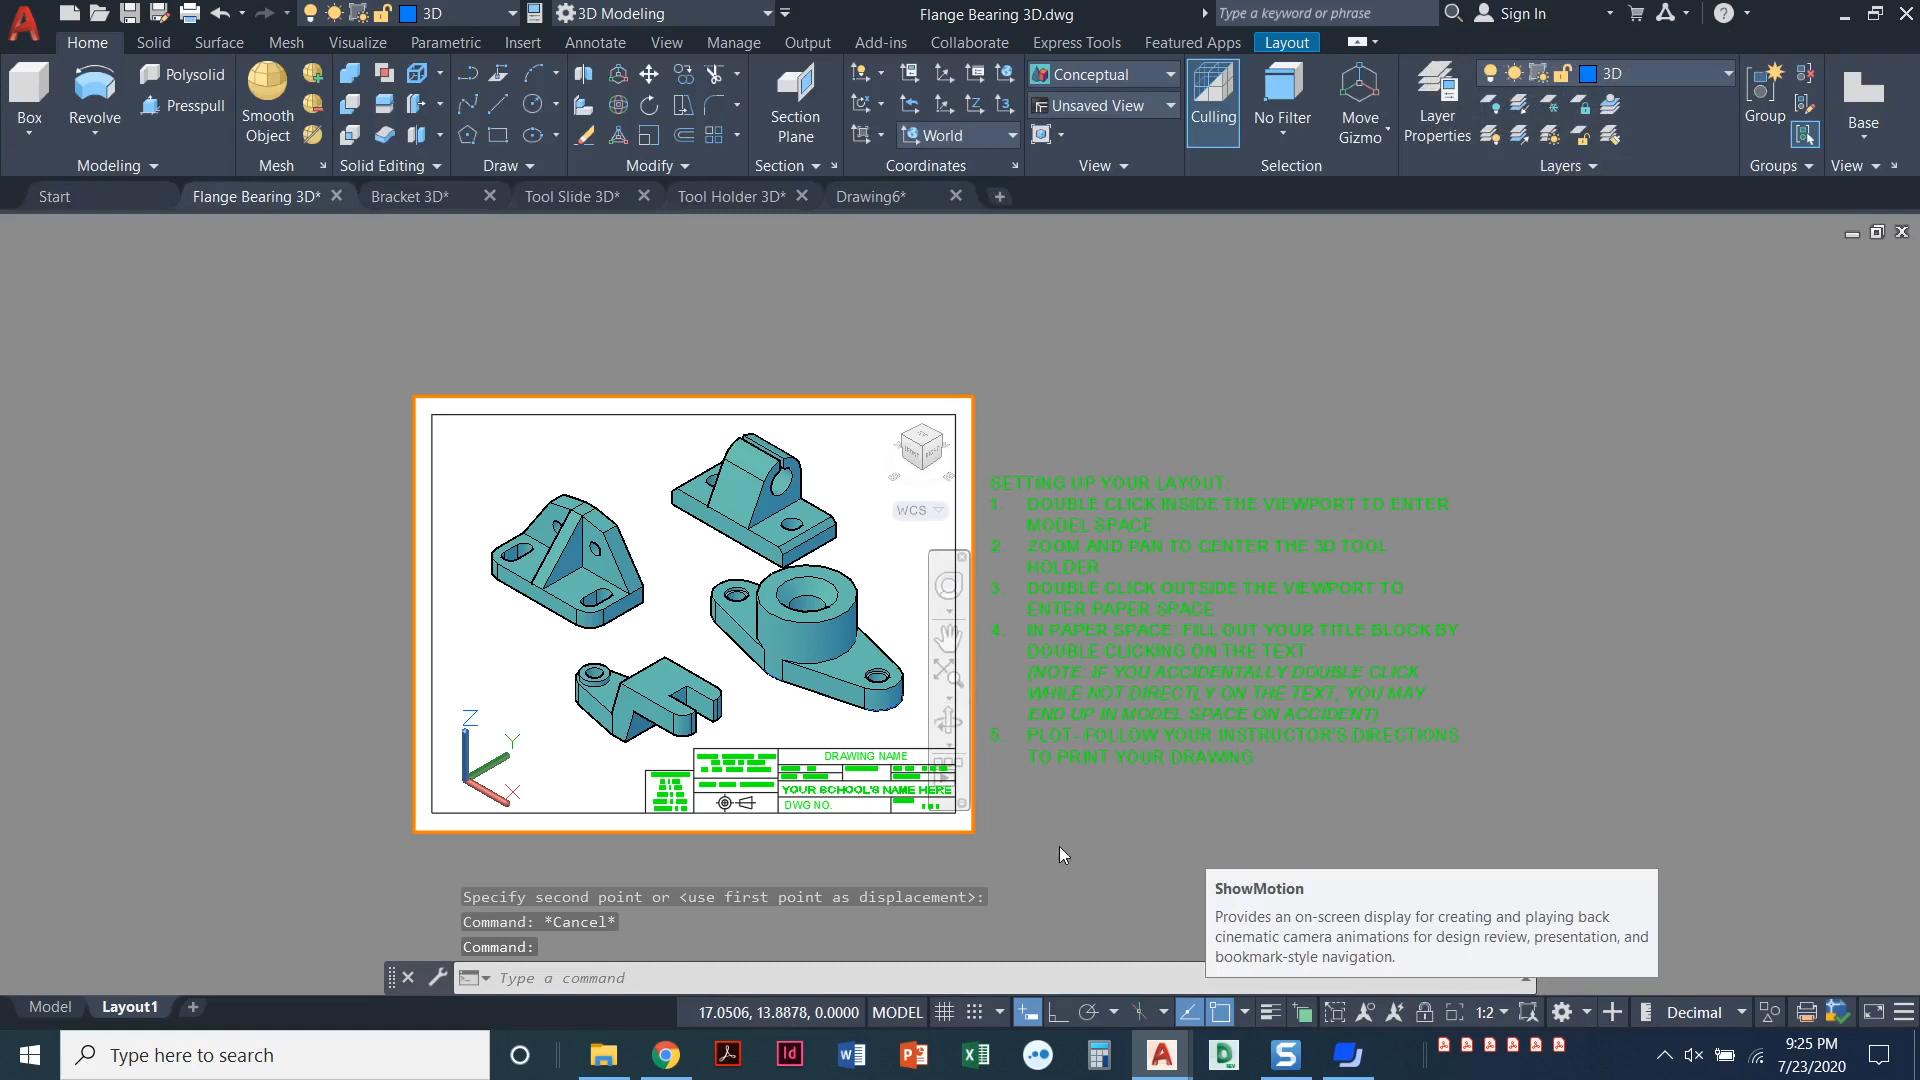 3D
3D Modeling
Flange Bearing 3D.dwg
Type a keyword or phrase
Sign In
Home
Solid
Surface
Mesh
Visualize
Parametric
Insert
Annotate
View
Manage
Output
Add-ins
Collaborate
Express Tools
Featured Apps
Layout
Box
Revolve
Polysolid
Presspull
Smooth
Object
Section
Plane
World
Conceptual
Unsaved View
Culling
No Filter
Move
Gizmo
Layer
Properties
3D
Group
Base
Modeling
Mesh
Solid Editing
Draw
Modify
Section
Coordinates
View
Selection
Layers
Groups
View
Start
Flange Bearing 3D*
Bracket 3D*
Tool Slide 3D*
Tool Holder 3D*
Drawing6*
WCS
Z
Y
X
DRAWING NAME
YOUR SCHOOL'S NAME HERE
DWG NO.
SETTING UP YOUR LAYOUT:
1. DOUBLE CLICK INSIDE THE VIEWPORT TO ENTER
MODEL SPACE
2. ZOOM AND PAN TO CENTER THE 3D TOOL
HOLDER
3. DOUBLE CLICK OUTSIDE THE VIEWPORT TO
ENTER PAPER SPACE
4. IN PAPER SPACE: FILL OUT YOUR TITLE BLOCK BY
DOUBLE CLICKING ON THE TEXT
(NOTE: IF YOU ACCIDENTALLY DOUBLE CLICK
WHILE NOT DIRECTLY ON THE TEXT, YOU MAY
END UP IN MODEL SPACE ON ACCIDENT)
5. PLOT- FOLLOW YOUR INSTRUCTOR'S DIRECTIONS
TO PRINT YOUR DRAWING
Specify second point or <use first point as displacement>:
Command: *Cancel*
Command:
Type a command
ShowMotion
Provides an on-screen display for creating and playing back
cinematic camera animations for design review, presentation, and
bookmark-style navigation.
Model
Layout1
17.0506, 13.8878, 0.0000
MODEL
1:2
Decimal
Type here to search
9:25 PM
7/23/2020